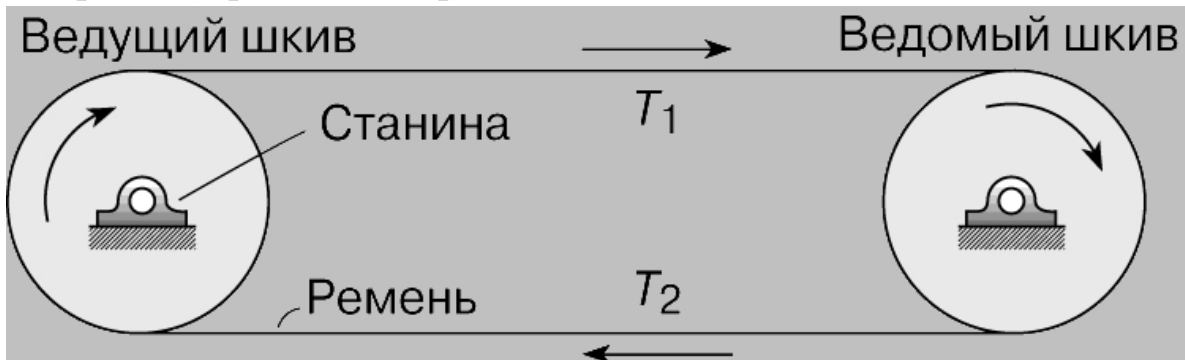 Ведущий шкив
Ведомый шкив
T1
Станина
Ремень
T2